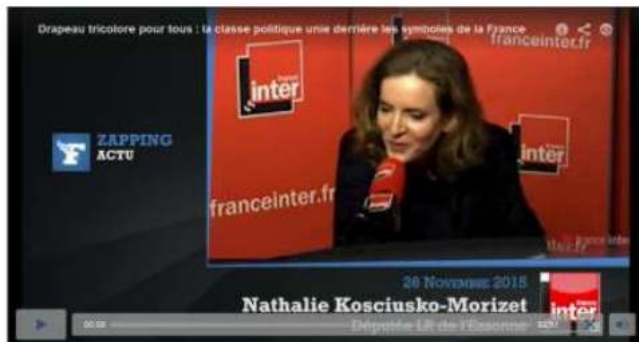 Drapeau tricolore pour tous : la classe politique unie derrière les symboles de la France
franceinter.fr
france
inter
ZAPPING
ACTU
inter
franceinter.fr
26 NOVEMBRE 2015
Nathalie Kosciusko-Morizet
Députée LR de l'Essonne
inter